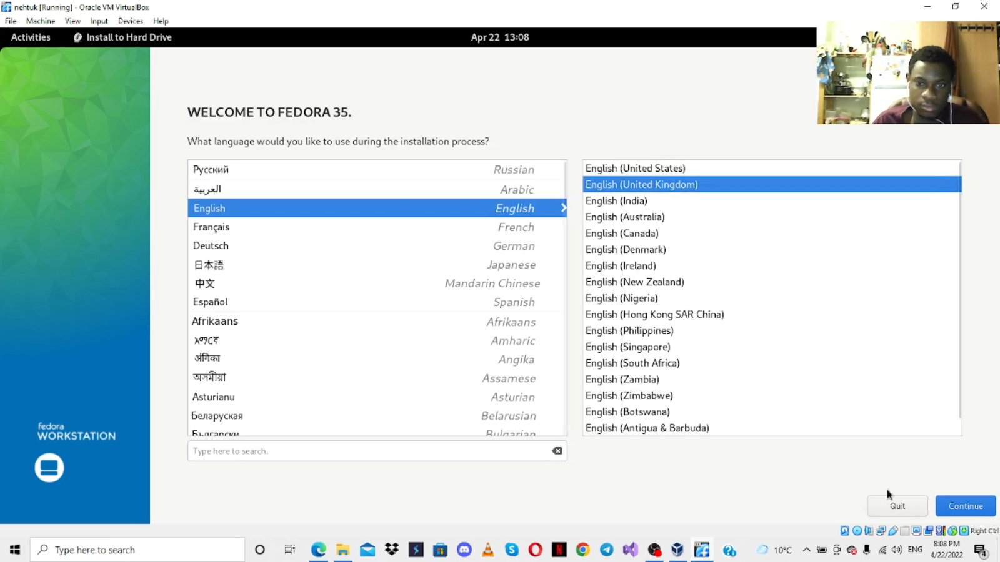 nehtuk [Running] - Oracle VM VirtualBox
File Machine View Input Devices Help
Activities Install to Hard Drive Apr 22 13:08
WELCOME TO FEDORA 35.
What language would you like to use during the installation process?
Русский Russian
العربية Arabic
English English
Français French
Deutsch German
日本語 Japanese
中文 Mandarin Chinese
Español Spanish
Afrikaans Afrikaans
አማርኛ Amharic
अंगिका Angika
অসমীয়া Assamese
Asturianu Asturian
Беларуская Belarusian
Български Bulgarian
Type here to search.
English (United States)
English (United Kingdom)
English (India)
English (Australia)
English (Canada)
English (Denmark)
English (Ireland)
English (New Zealand)
English (Nigeria)
English (Hong Kong SAR China)
English (Philippines)
English (Singapore)
English (South Africa)
English (Zambia)
English (Zimbabwe)
English (Botswana)
English (Antigua & Barbuda)
fedora
WORKSTATION
Quit Continue
Right Ctrl
Type here to search
10°C ENG
8:08 PM
4/22/2022
4